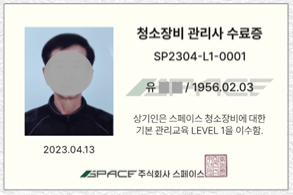 청소장비 관리사 수료증
SP2304-L1-0001
유 / 1956.02.03
SPACE
상기인은 스페이스 청소장비에 대한
기본 관리교육 LEVEL 1을 이수함.
2023.04.13
SPACE 주식회사 스페이스